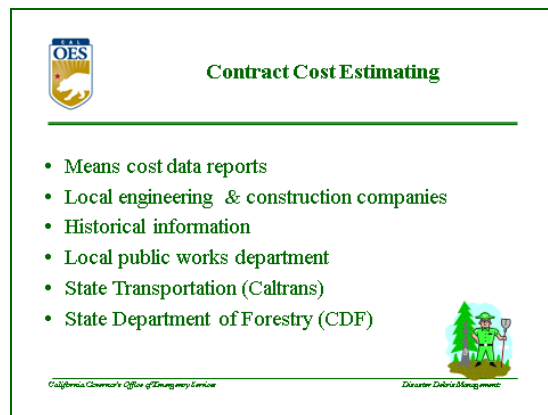 CAL
OES
Contract Cost Estimating
• Means cost data reports
• Local engineering & construction companies
• Historical information
• Local public works department
• State Transportation (Caltrans)
• State Department of Forestry (CDF)
California Governor's Office of Emergency Services
Disaster Debris Management